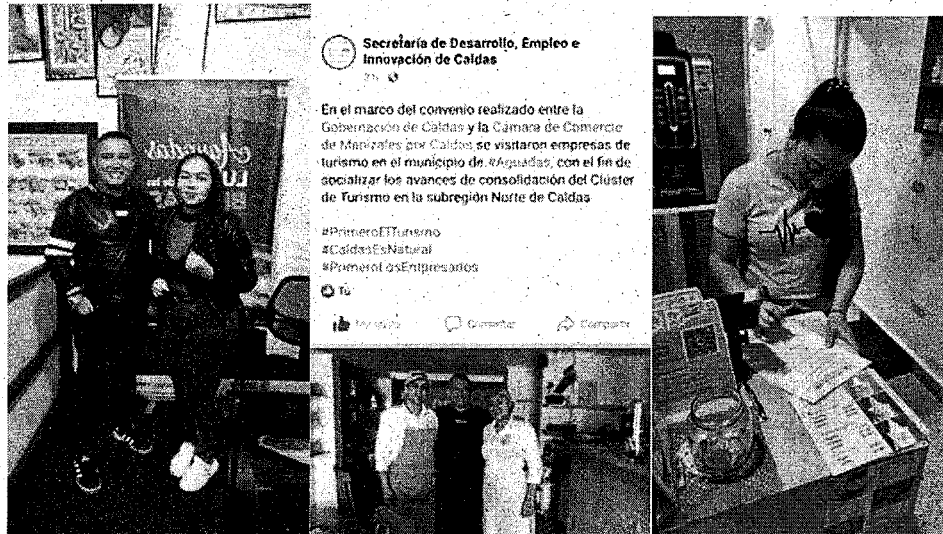 Secretaría de Desarrollo, Empleo e
Innovación de Caldas
En el marco del convenio realizado entre la
Gobernación de Caldas y la Cámara de Comercio
de Manizales por Caldas se visitaron empresas de
turismo en el municipio de #Aguadas, con el fin de
socializar los avances de consolidación del Clúster
de Turismo en la subregión Norte de Caldas
#PrimeroElTurismo
#CaldasEsNatural
#PrimeroLosEmpresarios
Tú
Me gusta
Comentar
Compartir